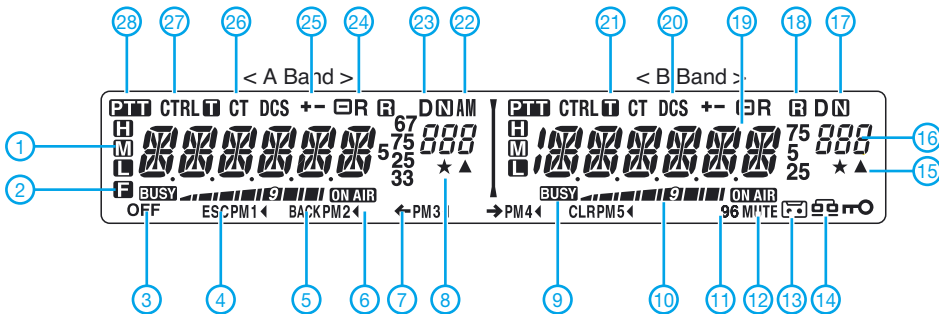 28 27 26 25 24 23 22 21 20 19 18 17
< A Band > < B Band >
PTT CTRL T CT DCS +- R R D N AM PTT CTRL T CT DCS +- R R D N
H 67 H 75
1 M 5 75 888 M 5 888 16
L 25 L 25
2 F 33 15
BUSY 9 ON AIR BUSY 9 ON AIR
OFF ESC PM1 BACK PM2 ← PM3 → PM4 CLR PM5 96 MUTE
3 4 5 6 7 8 9 10 11 12 13 14